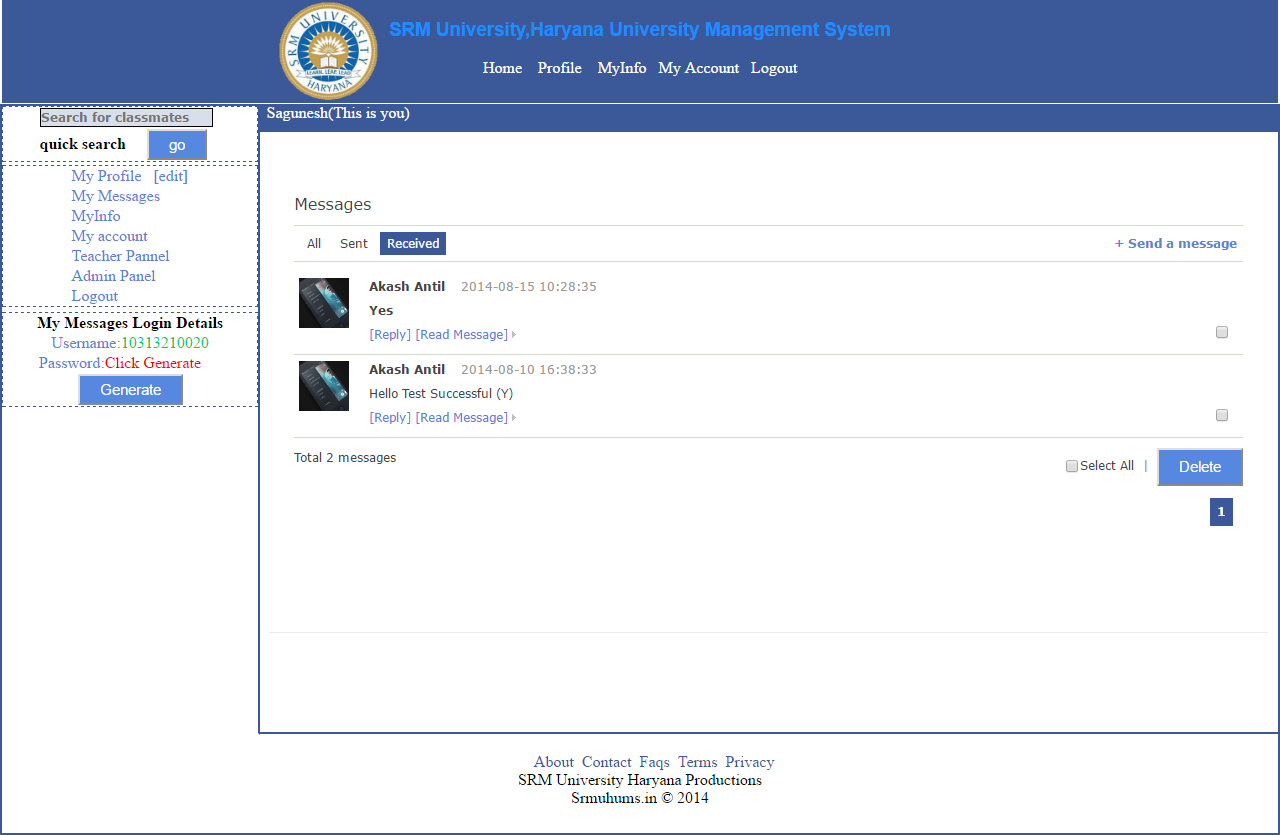 SRM UNIVERSITY
LEARN, LEAP, LEAD
HARYANA
SRM University,Haryana University Management System
Home Profile MyInfo My Account Logout
Search for classmates
quick search go
My Profile [edit]
My Messages
MyInfo
My account
Teacher Pannel
Admin Panel
Logout
My Messages Login Details
Username:10313210020
Password:Click Generate
Generate
Sagunesh(This is you)
Messages
All Sent Received + Send a message
Akash Antil 2014-08-15 10:28:35
Yes
[Reply] [Read Message]
Akash Antil 2014-08-10 16:38:33
Hello Test Successful (Y)
[Reply] [Read Message]
Total 2 messages
Select All | Delete
1
About Contact Faqs Terms Privacy
SRM University Haryana Productions
Srmuhums.in © 2014